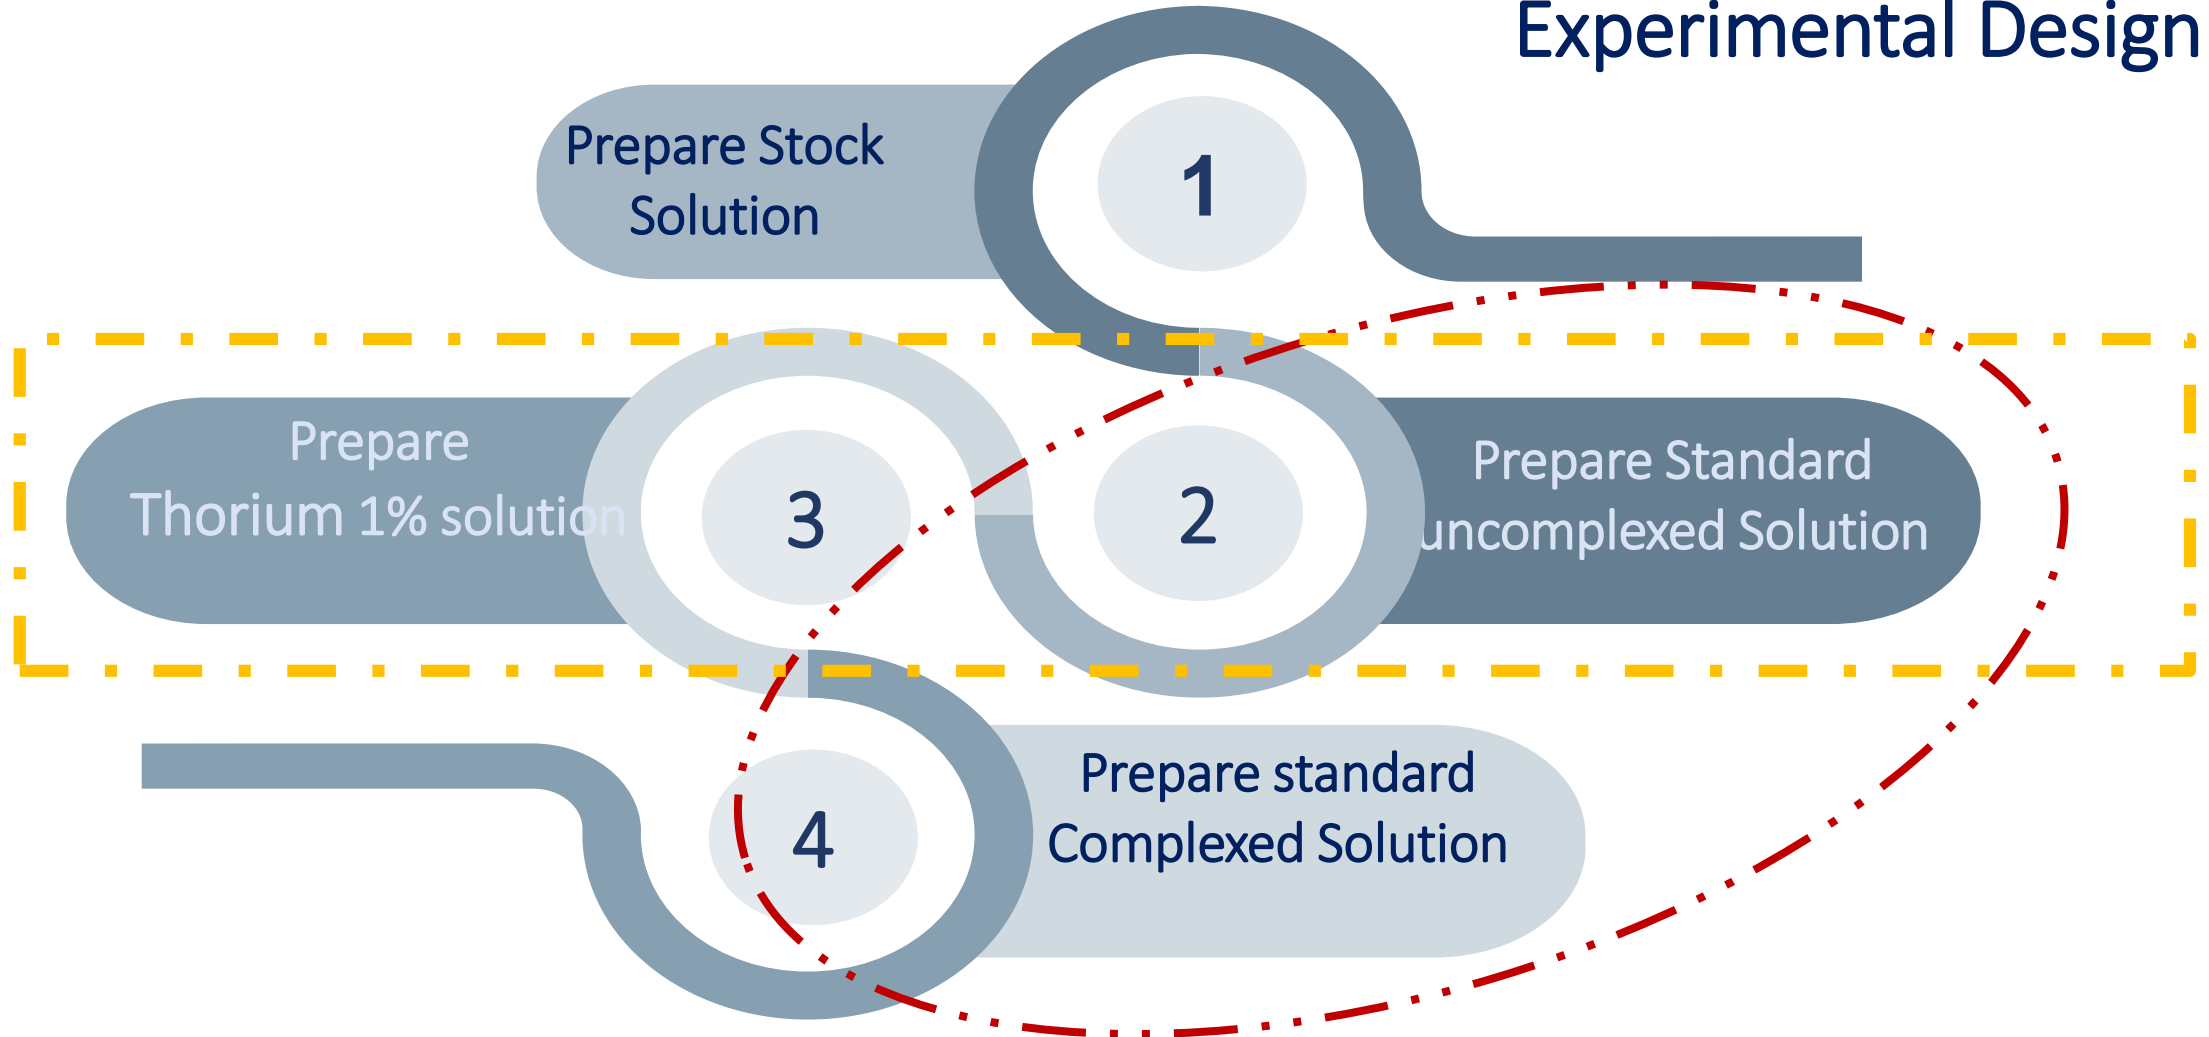 Experimental Design
Prepare Stock
Solution
1
Prepare Standard
uncomplexed Solution
2
Prepare
Thorium 1% solution
3
4
Prepare standard
Complexed Solution